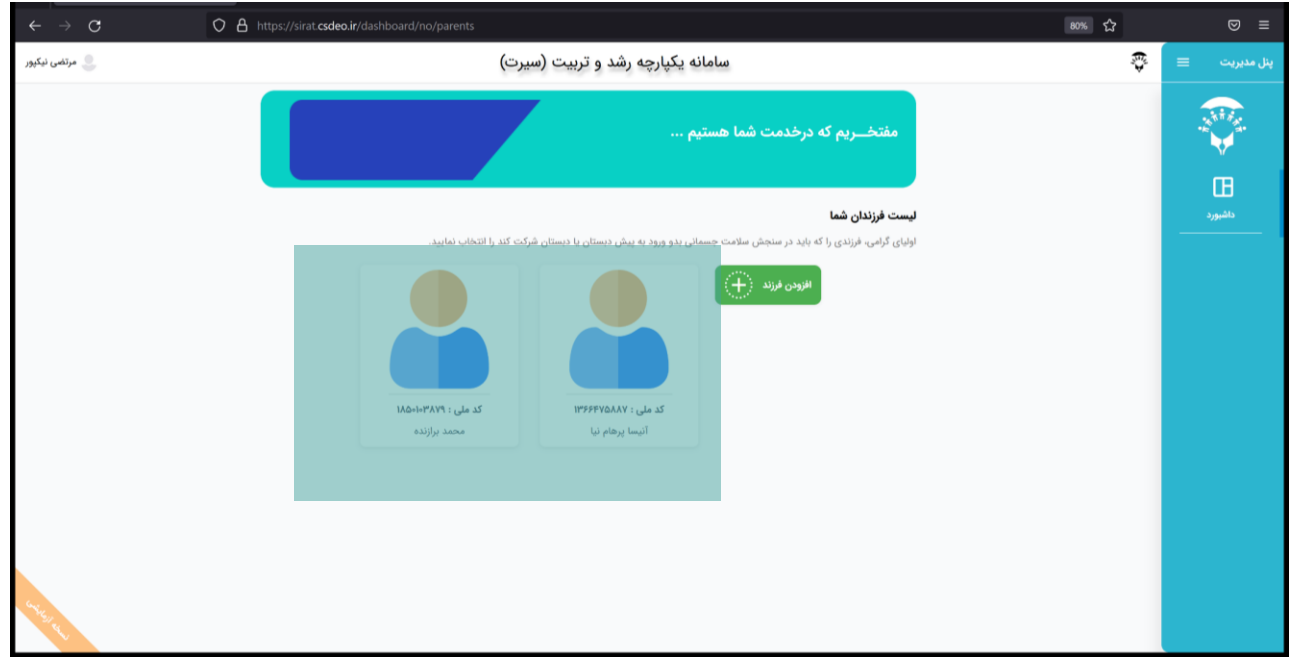 https://sirat.csdeo.ir/dashboard/no/parents
80%
پنل مدیریت
سامانه یکپارچه رشد و تربیت (سیرت)
مرتضی نیکپور
داشبورد
مفتخــریم که درخدمت شما هستیم ...
لیست فرزندان شما
اولیای گرامی، فرزندی را که باید در سنجش سلامت جسمانی بدو ورود به پیش دبستان یا دبستان شرکت کند را انتخاب نمایید.
افزودن فرزند
کد ملی : ۱۳۶۶۴۷۵۸۸۷
آنیسا پرهام نیا
کد ملی : ۱۸۵۰۱۰۳۸۷۹
محمد برازنده
نسخه آزمایشی